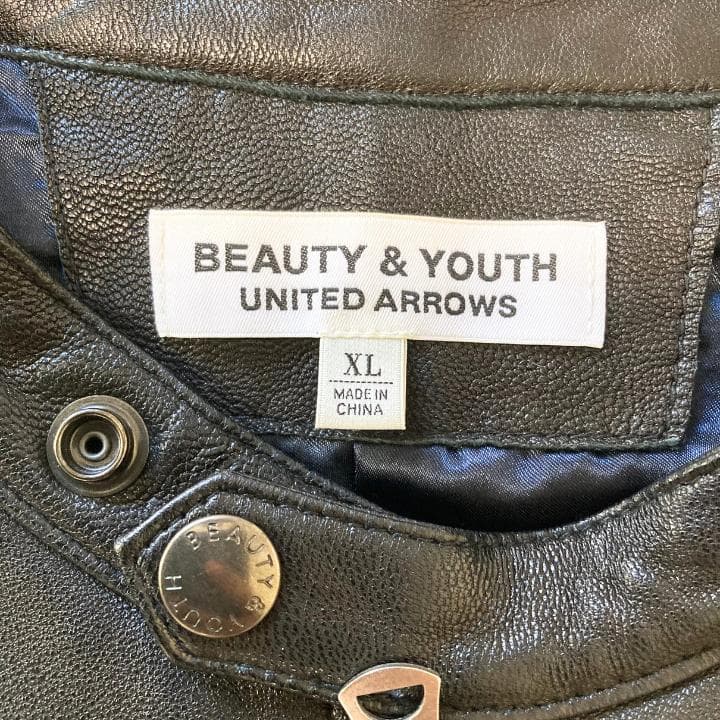 BEAUTY & YOUTH
UNITED ARROWS
XL
MADE IN
CHINA
BEAUTY & YOUTH